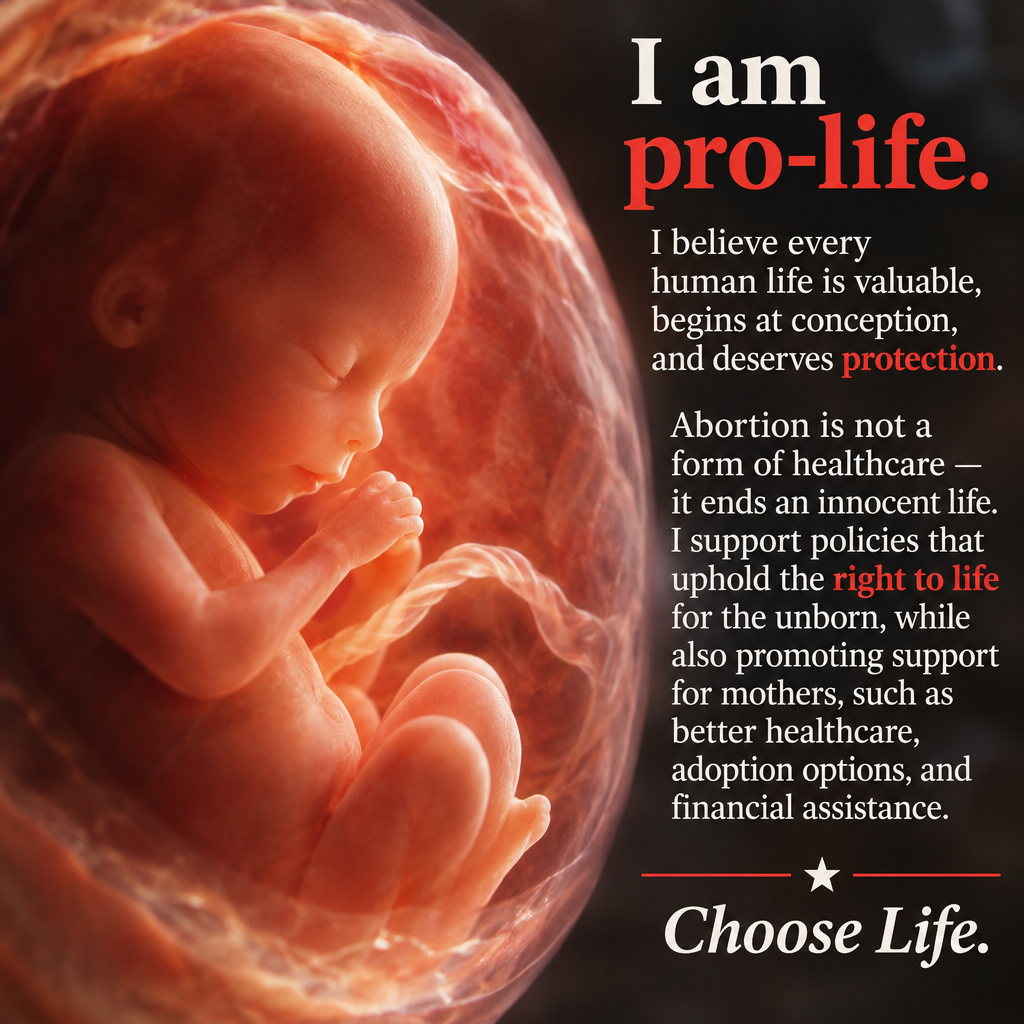 I am
pro-life.
I believe every
human life is valuable,
begins at conception,
and deserves protection.
Abortion is not a
form of healthcare —
it ends an innocent life.
I support policies that
uphold the right to life
for the unborn, while
also promoting support
for mothers, such as
better healthcare,
adoption options, and
financial assistance.
Choose Life.